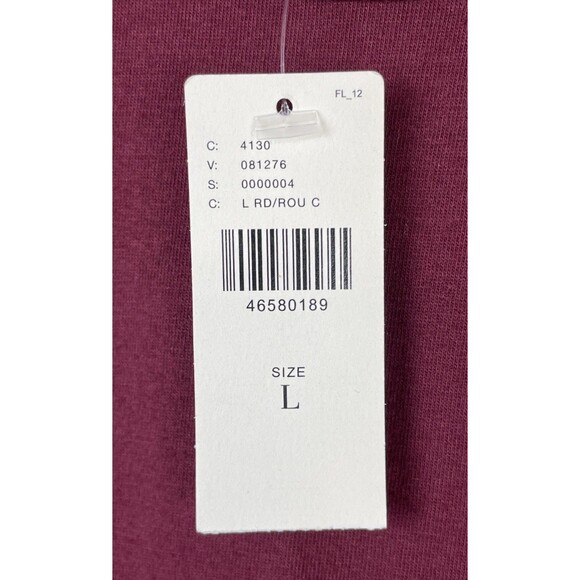 FL_12
C: 4130
V: 081276
S: 0000004
C: L RD/ROU C
46580189
SIZE
L